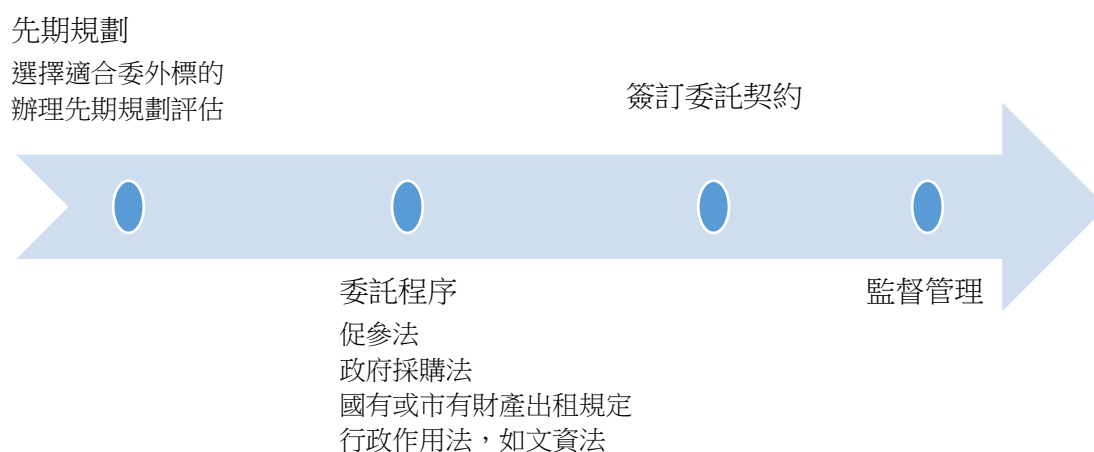 先期規劃
選擇適合委外標的
辦理先期規劃評估
簽訂委託契約
委託程序
促參法
政府採購法
國有或市有財產出租規定
行政作用法，如文資法
監督管理